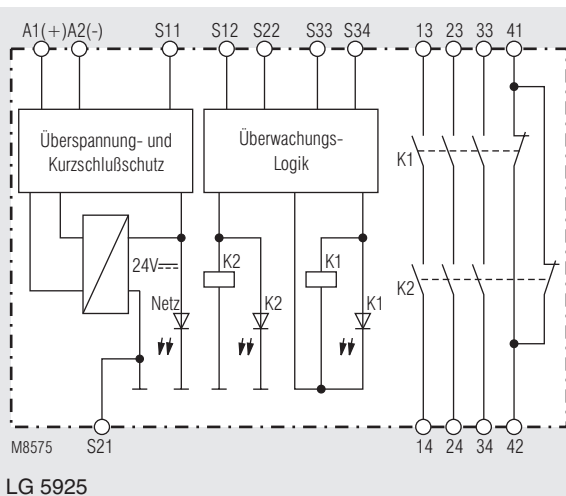 A1(+) A2(-) S11 S12 S22 S33 S34 13 23 33 41
Überspannung- und
Kurzschlußschutz
Überwachungs-
Logik
K1
24V
K2
K1
K2
Netz
K2
K1
M8575
S21
14 24 34 42
LG 5925